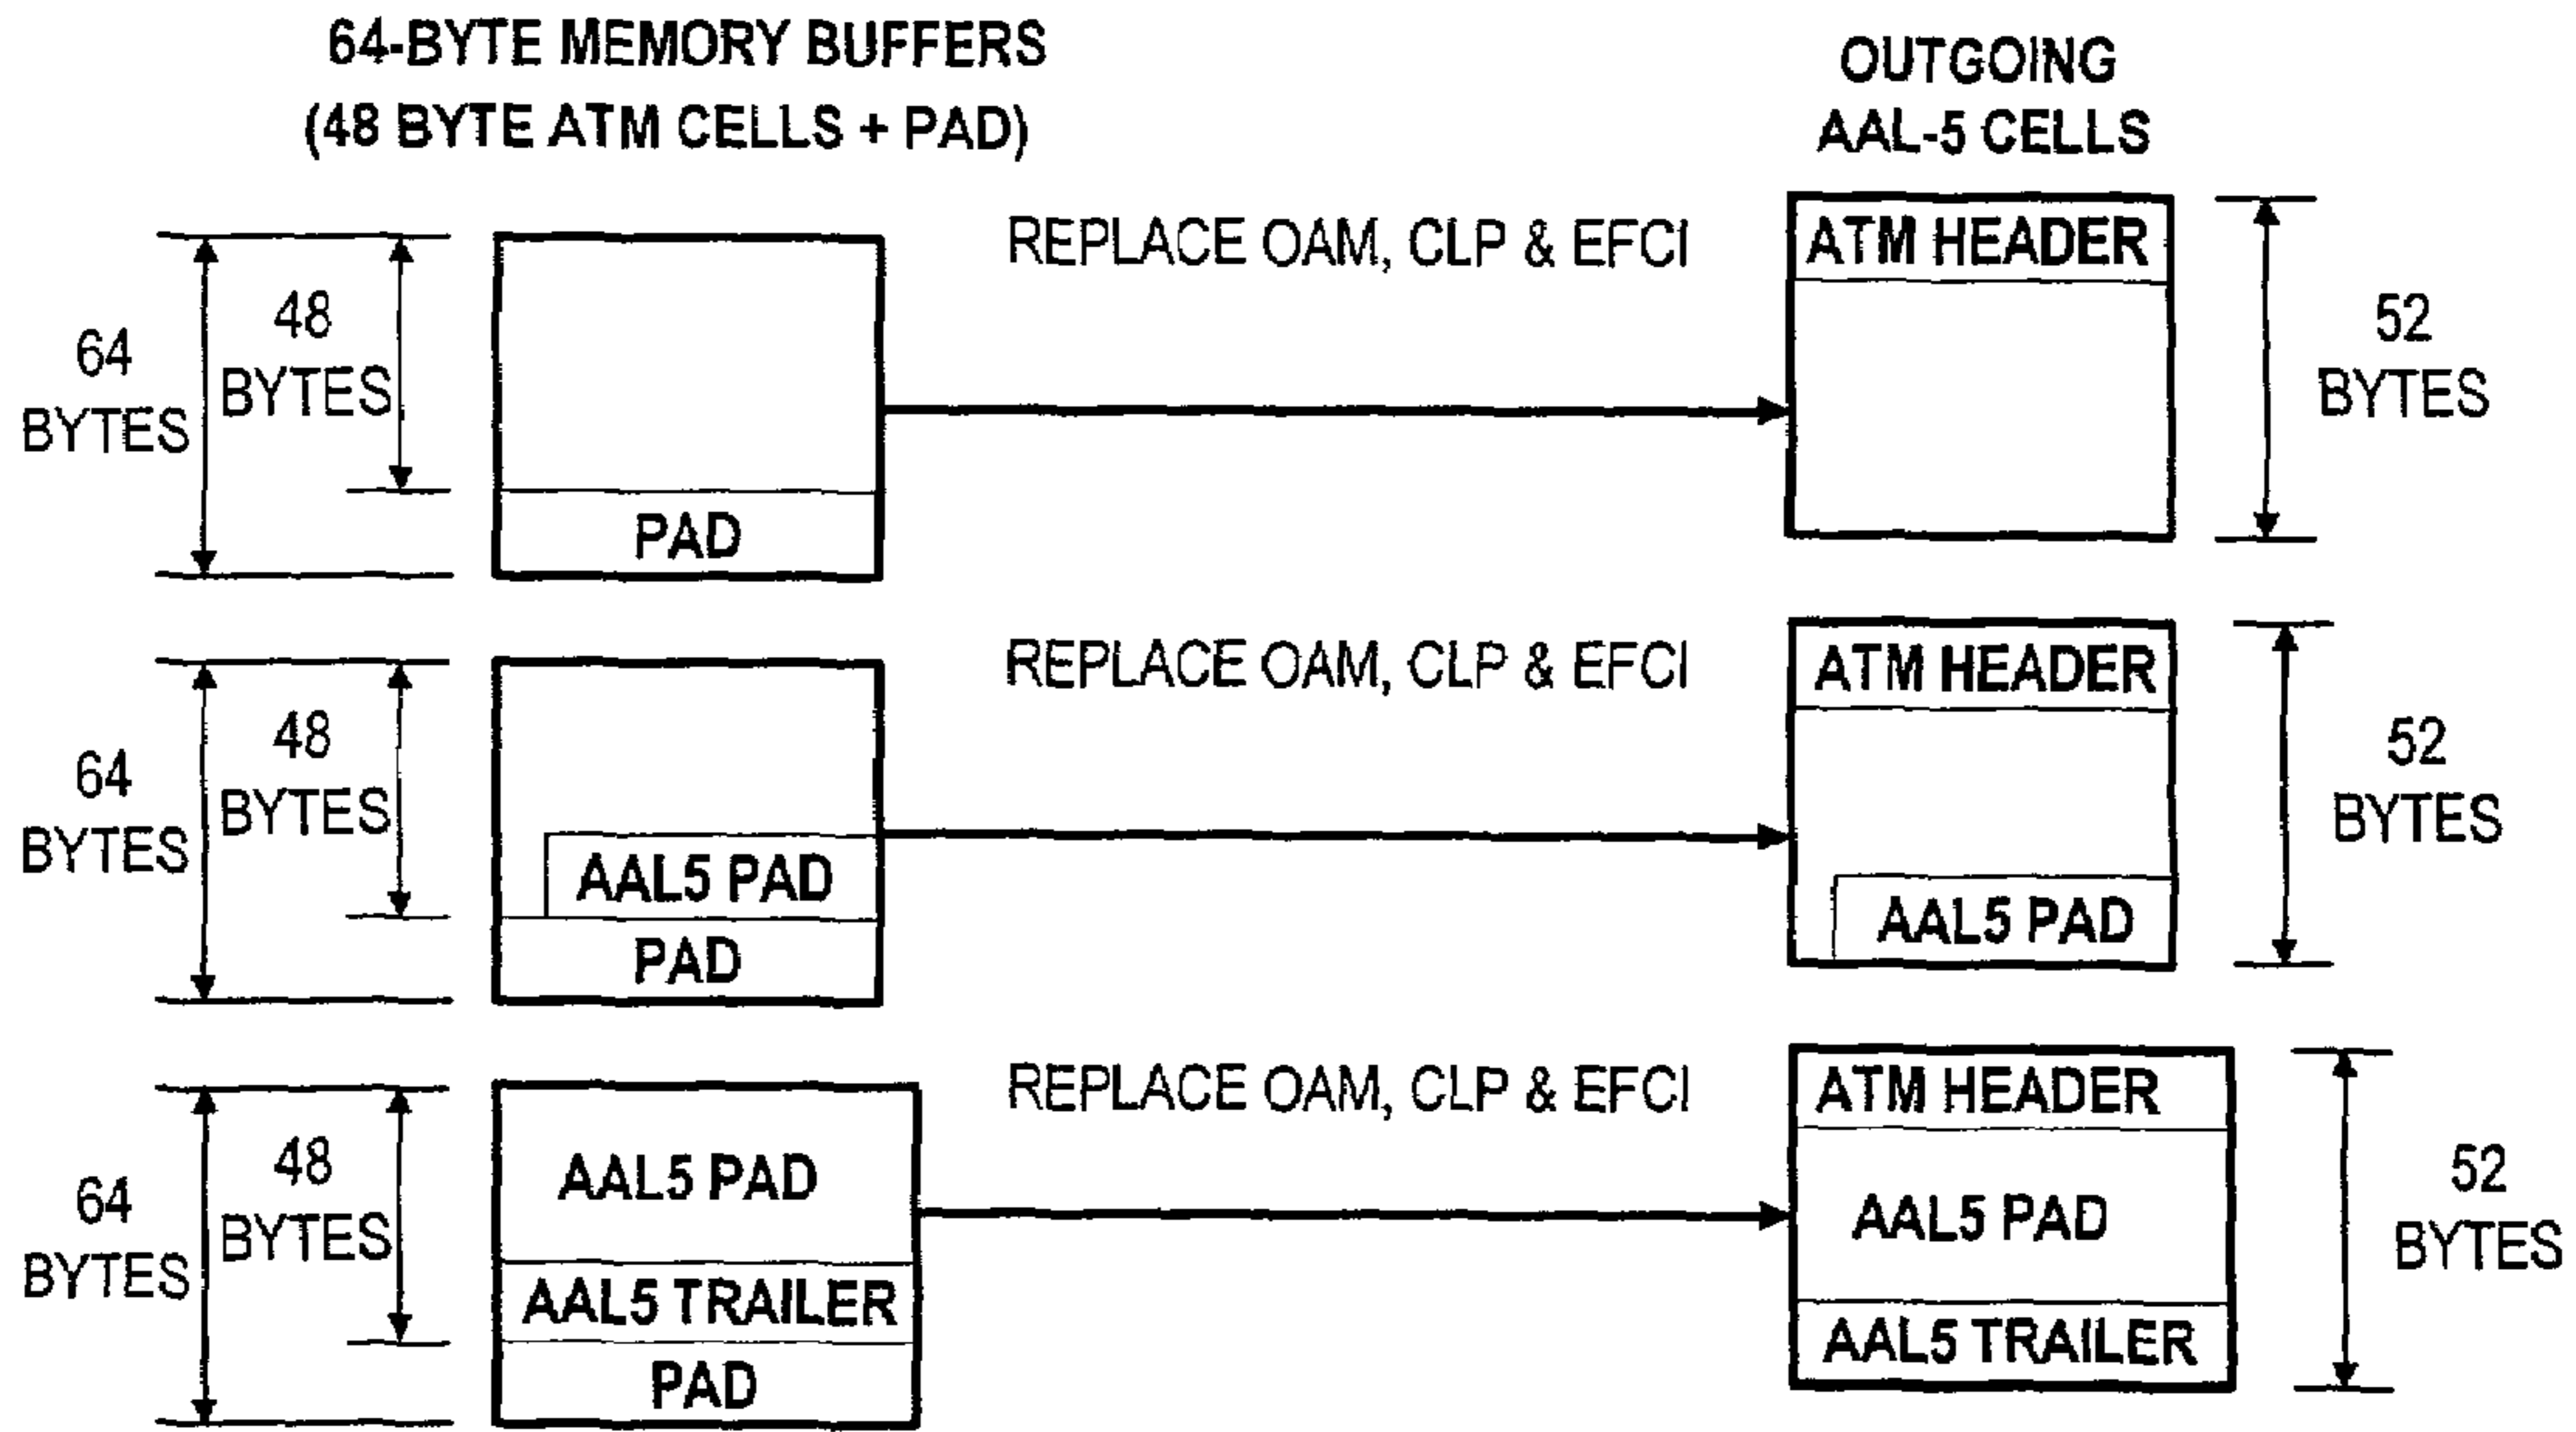 64-BYTE MEMORY BUFFERS
(48 BYTE ATM CELLS + PAD)
OUTGOING
AAL-5 CELLS
64
BYTES
48
BYTES
PAD
REPLACE OAM, CLP & EFCI
ATM HEADER
52
BYTES
64
BYTES
48
BYTES
AAL5 PAD
PAD
REPLACE OAM, CLP & EFCI
ATM HEADER
AAL5 PAD
52
BYTES
64
BYTES
48
BYTES
AAL5 PAD
AAL5 TRAILER
PAD
REPLACE OAM, CLP & EFCI
ATM HEADER
AAL5 PAD
AAL5 TRAILER
52
BYTES